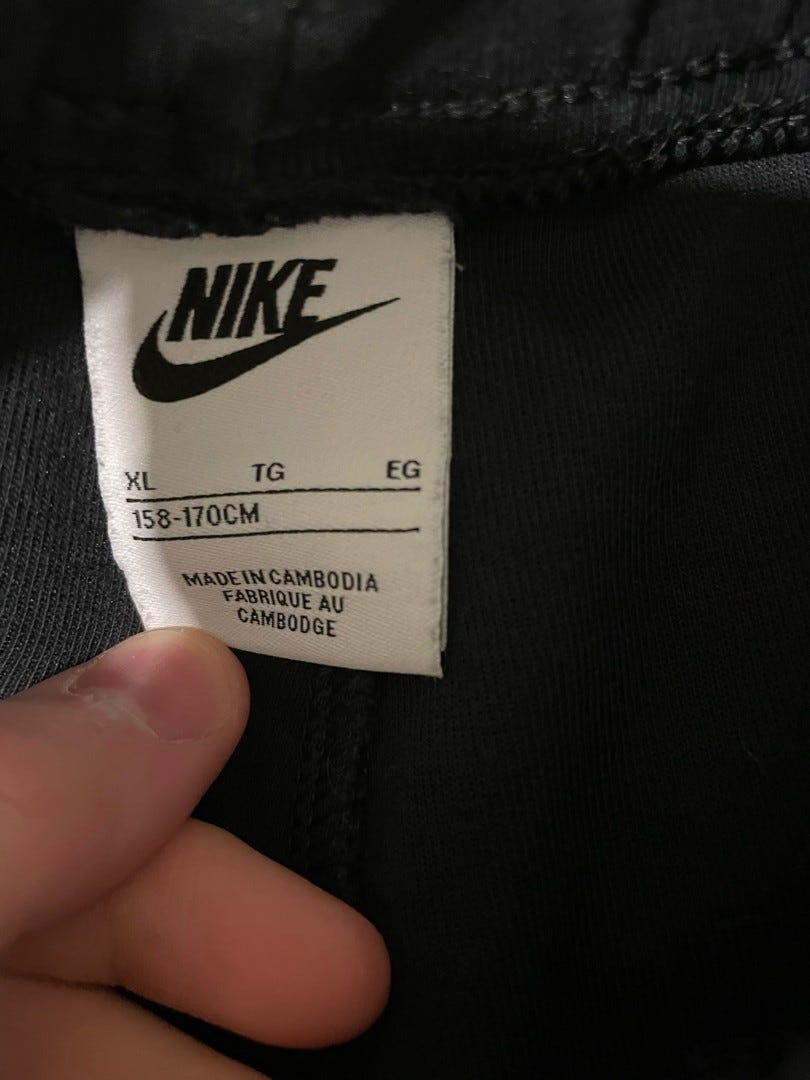 NIKE
XL TG EG
158-170CM
MADE IN CAMBODIA
FABRIQUE AU
CAMBODGE